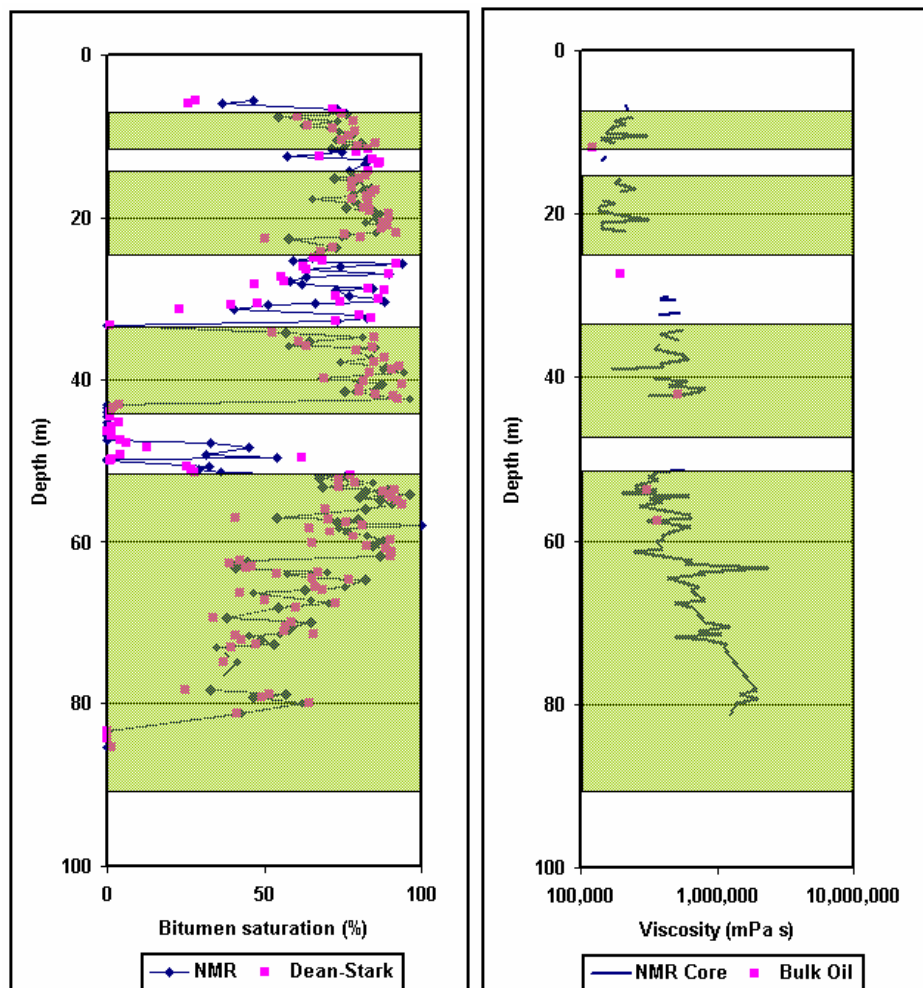 0
20
40
60
80
100
Depth (m)
0
50
100
Bitumen saturation (%)
NMR
Dean-Stark
0
20
40
60
80
100
Depth (m)
100,000
1,000,000
10,000,000
Viscosity (mPa s)
NMR Core
Bulk Oil